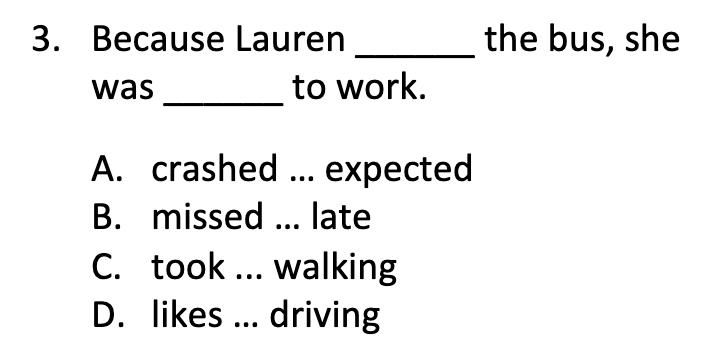 3. Because Lauren ______ the bus, she
was ______ to work.
A. crashed ... expected
B. missed ... late
C. took ... walking
D. likes ... driving